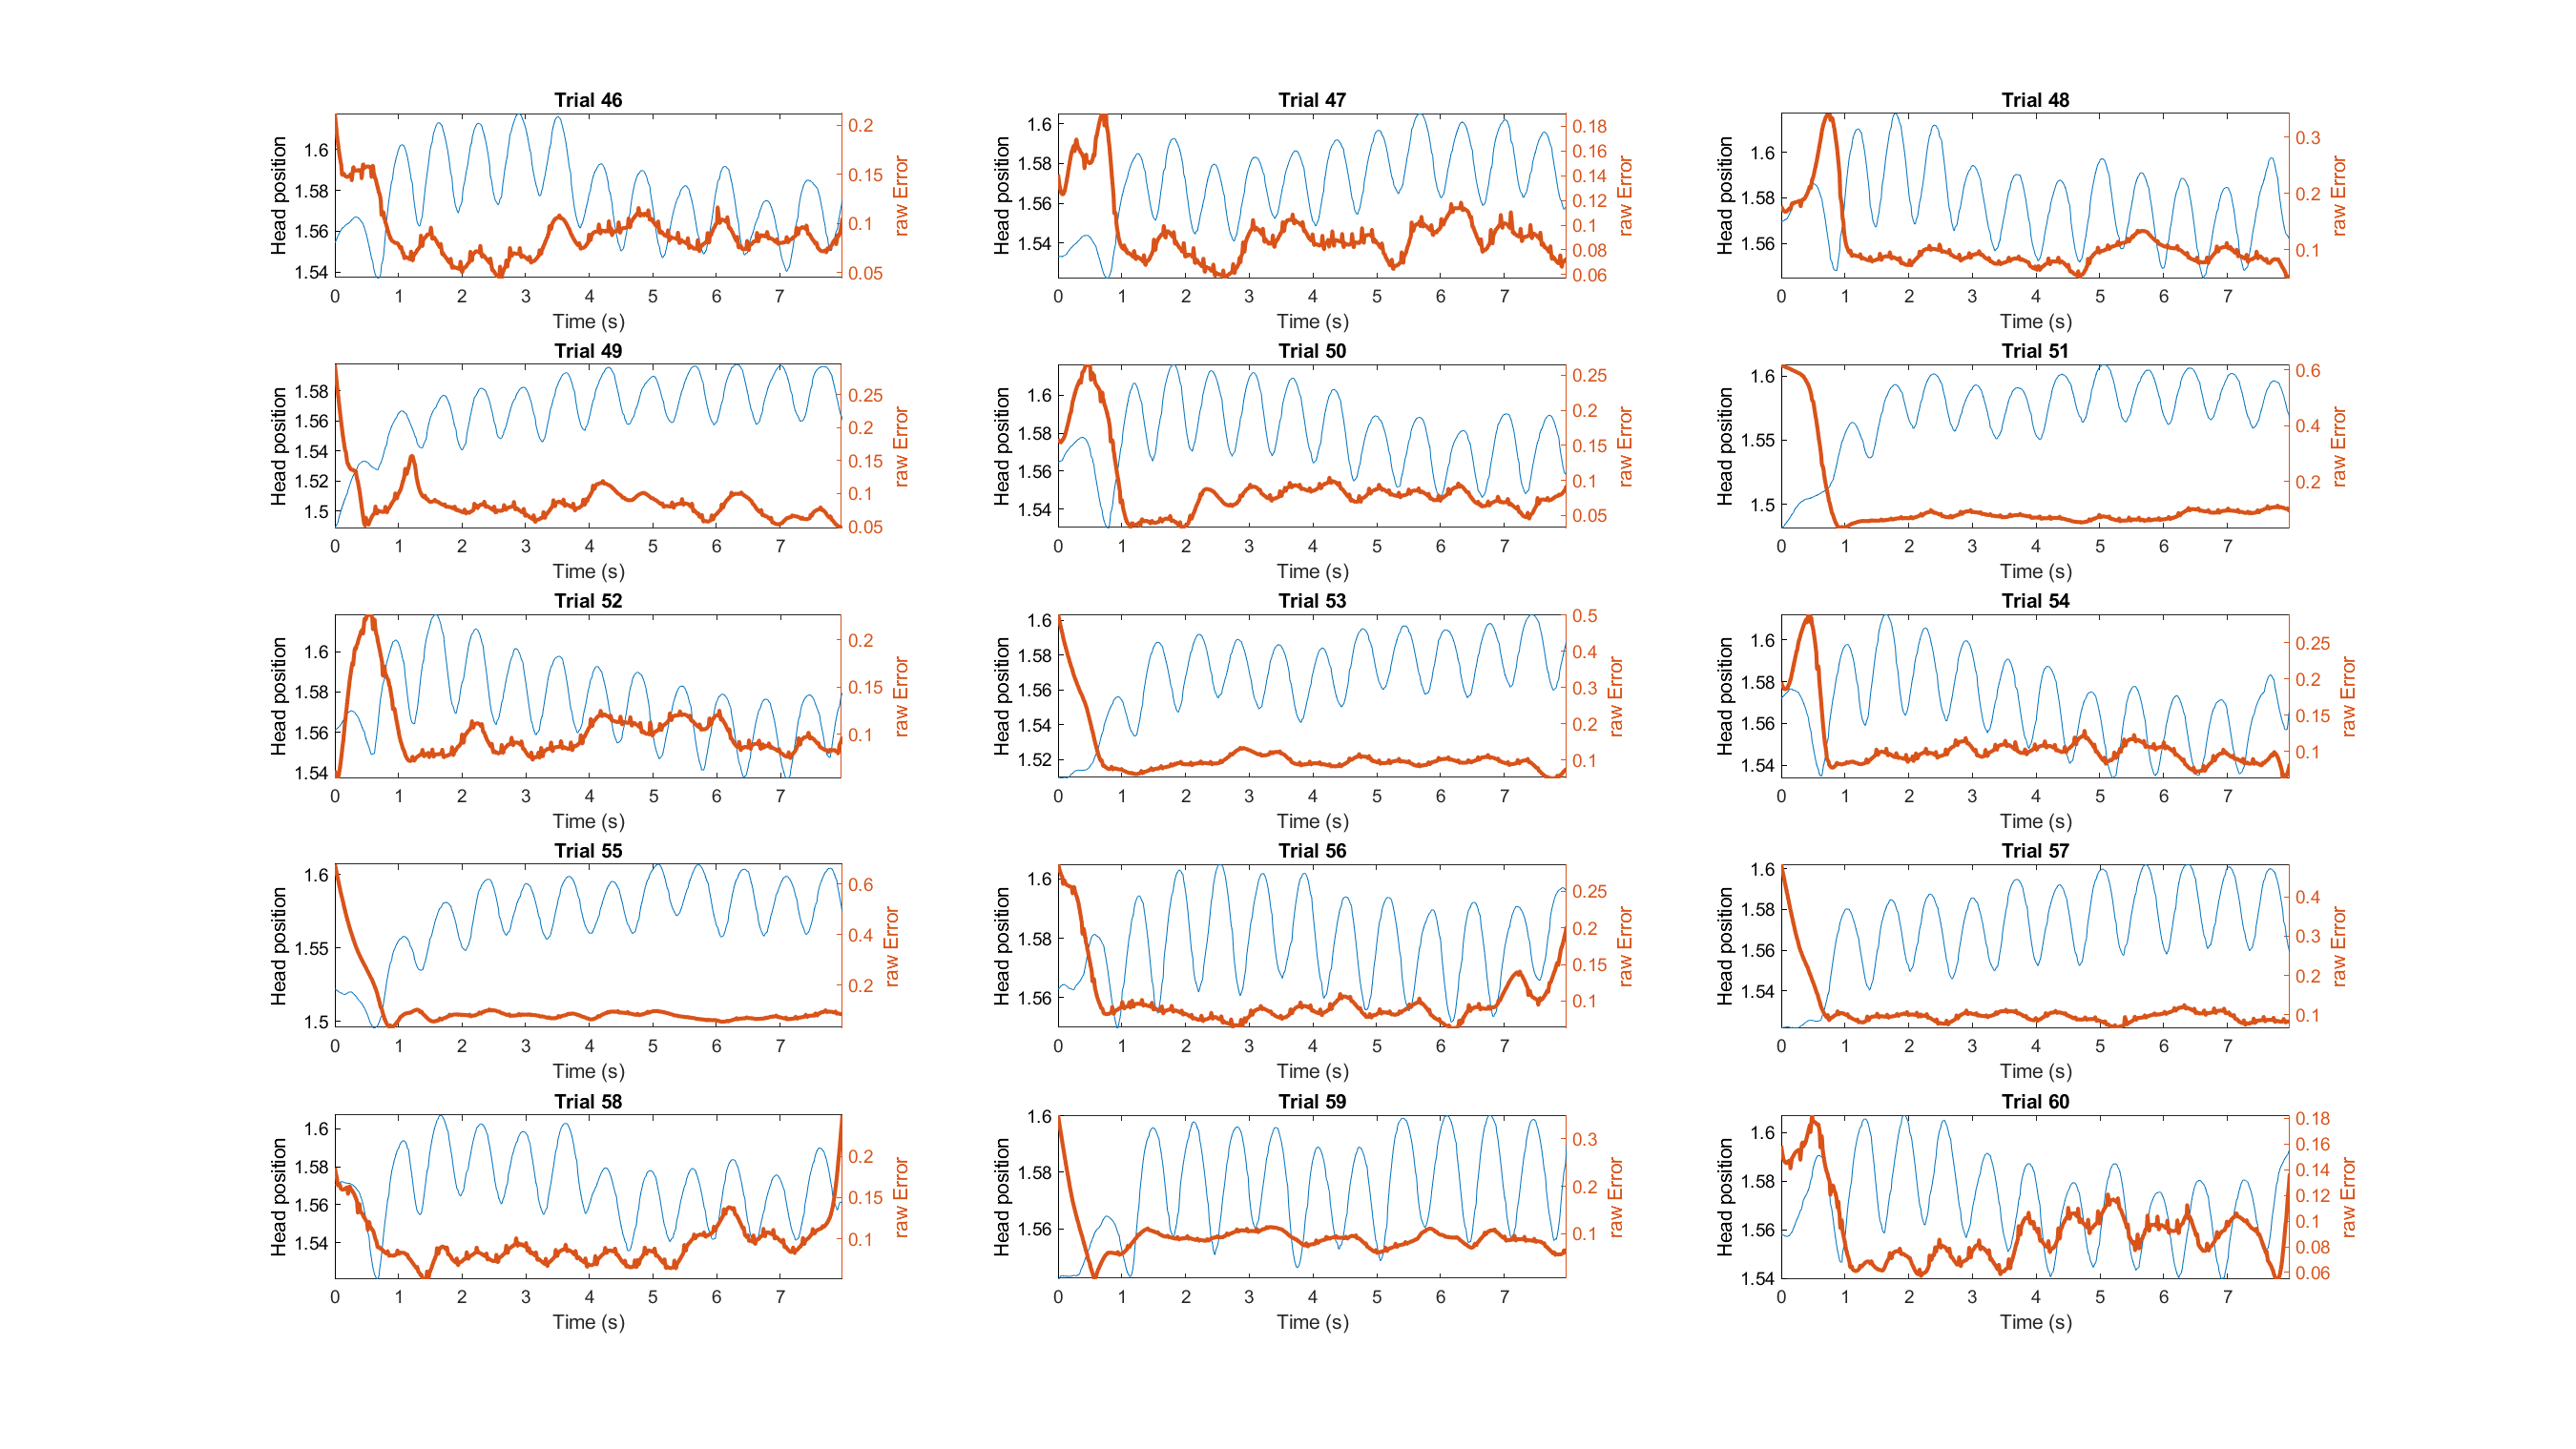 Trial 46
Head position
1.6
1.58
1.56
1.54
0.2
0.15
0.1
0.05
raw Error
0 1 2 3 4 5 6 7
Time (s)
Trial 47
Head position
1.6
1.58
1.56
1.54
0.18
0.16
0.14
0.12
0.1
0.08
0.06
raw Error
0 1 2 3 4 5 6 7
Time (s)
Trial 48
Head position
1.6
1.58
1.56
0.3
0.2
0.1
raw Error
0 1 2 3 4 5 6 7
Time (s)
Trial 49
Head position
1.58
1.56
1.54
1.52
1.5
0.25
0.2
0.15
0.1
0.05
raw Error
0 1 2 3 4 5 6 7
Time (s)
Trial 50
Head position
1.6
1.58
1.56
1.54
0.25
0.2
0.15
0.1
0.05
raw Error
0 1 2 3 4 5 6 7
Time (s)
Trial 51
Head position
1.6
1.55
1.5
0.6
0.4
0.2
raw Error
0 1 2 3 4 5 6 7
Time (s)
Trial 52
Head position
1.6
1.58
1.56
1.54
0.2
0.15
0.1
raw Error
0 1 2 3 4 5 6 7
Time (s)
Trial 53
Head position
1.6
1.58
1.56
1.54
1.52
0.5
0.4
0.3
0.2
0.1
raw Error
0 1 2 3 4 5 6 7
Time (s)
Trial 54
Head position
1.6
1.58
1.56
1.54
0.25
0.2
0.15
0.1
raw Error
0 1 2 3 4 5 6 7
Time (s)
Trial 55
Head position
1.6
1.55
1.5
0.6
0.4
0.2
raw Error
0 1 2 3 4 5 6 7
Time (s)
Trial 56
Head position
1.6
1.58
1.56
0.25
0.2
0.15
0.1
raw Error
0 1 2 3 4 5 6 7
Time (s)
Trial 57
Head position
1.6
1.58
1.56
1.54
0.4
0.3
0.2
0.1
raw Error
0 1 2 3 4 5 6 7
Time (s)
Trial 58
Head position
1.6
1.58
1.56
1.54
0.2
0.15
0.1
raw Error
0 1 2 3 4 5 6 7
Time (s)
Trial 59
Head position
1.6
1.58
1.56
0.3
0.2
0.1
raw Error
0 1 2 3 4 5 6 7
Time (s)
Trial 60
Head position
1.6
1.58
1.56
1.54
0.18
0.16
0.14
0.12
0.1
0.08
0.06
raw Error
0 1 2 3 4 5 6 7
Time (s)